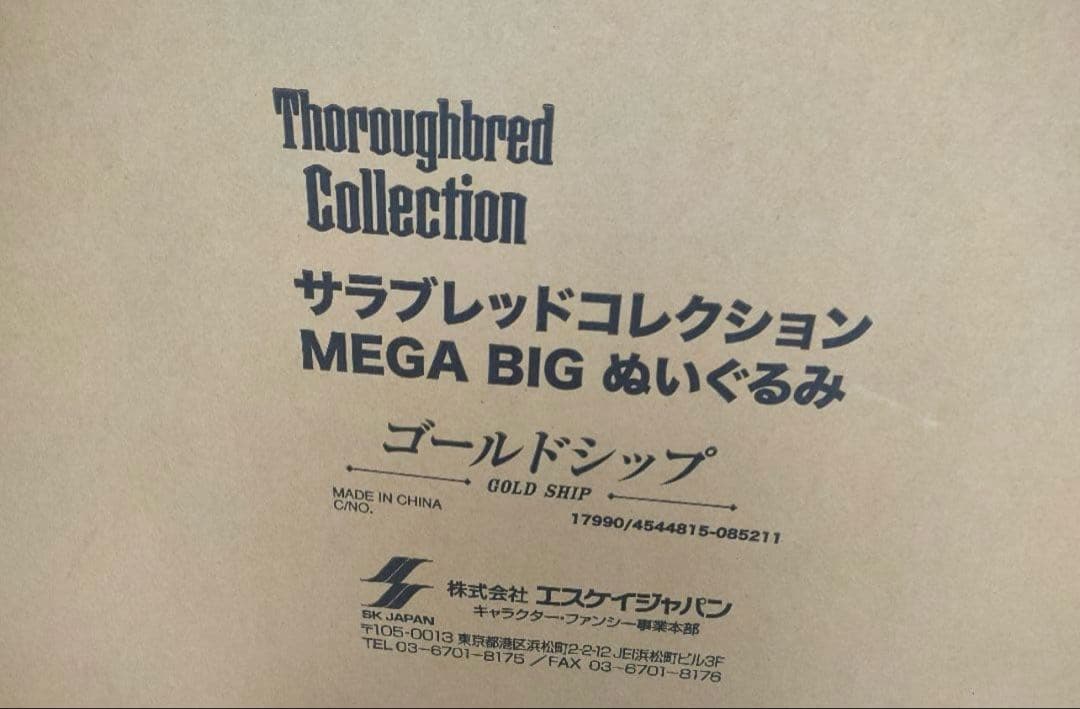 Thoroughbred
Collection
サラブレッドコレクション
MEGA BIG ぬいぐるみ
ゴールドシップ
GOLD SHIP
MADE IN CHINA
C/NO.
17990/4544815-085211
株式会社 エスケイジャパン
キャラクター・ファンシー事業本部
SK JAPAN
〒105-0013 東京都港区浜松町2-2-12 JEI浜松町ビル3F
TEL 03-6701-8175 /FAX 03-6701-8176